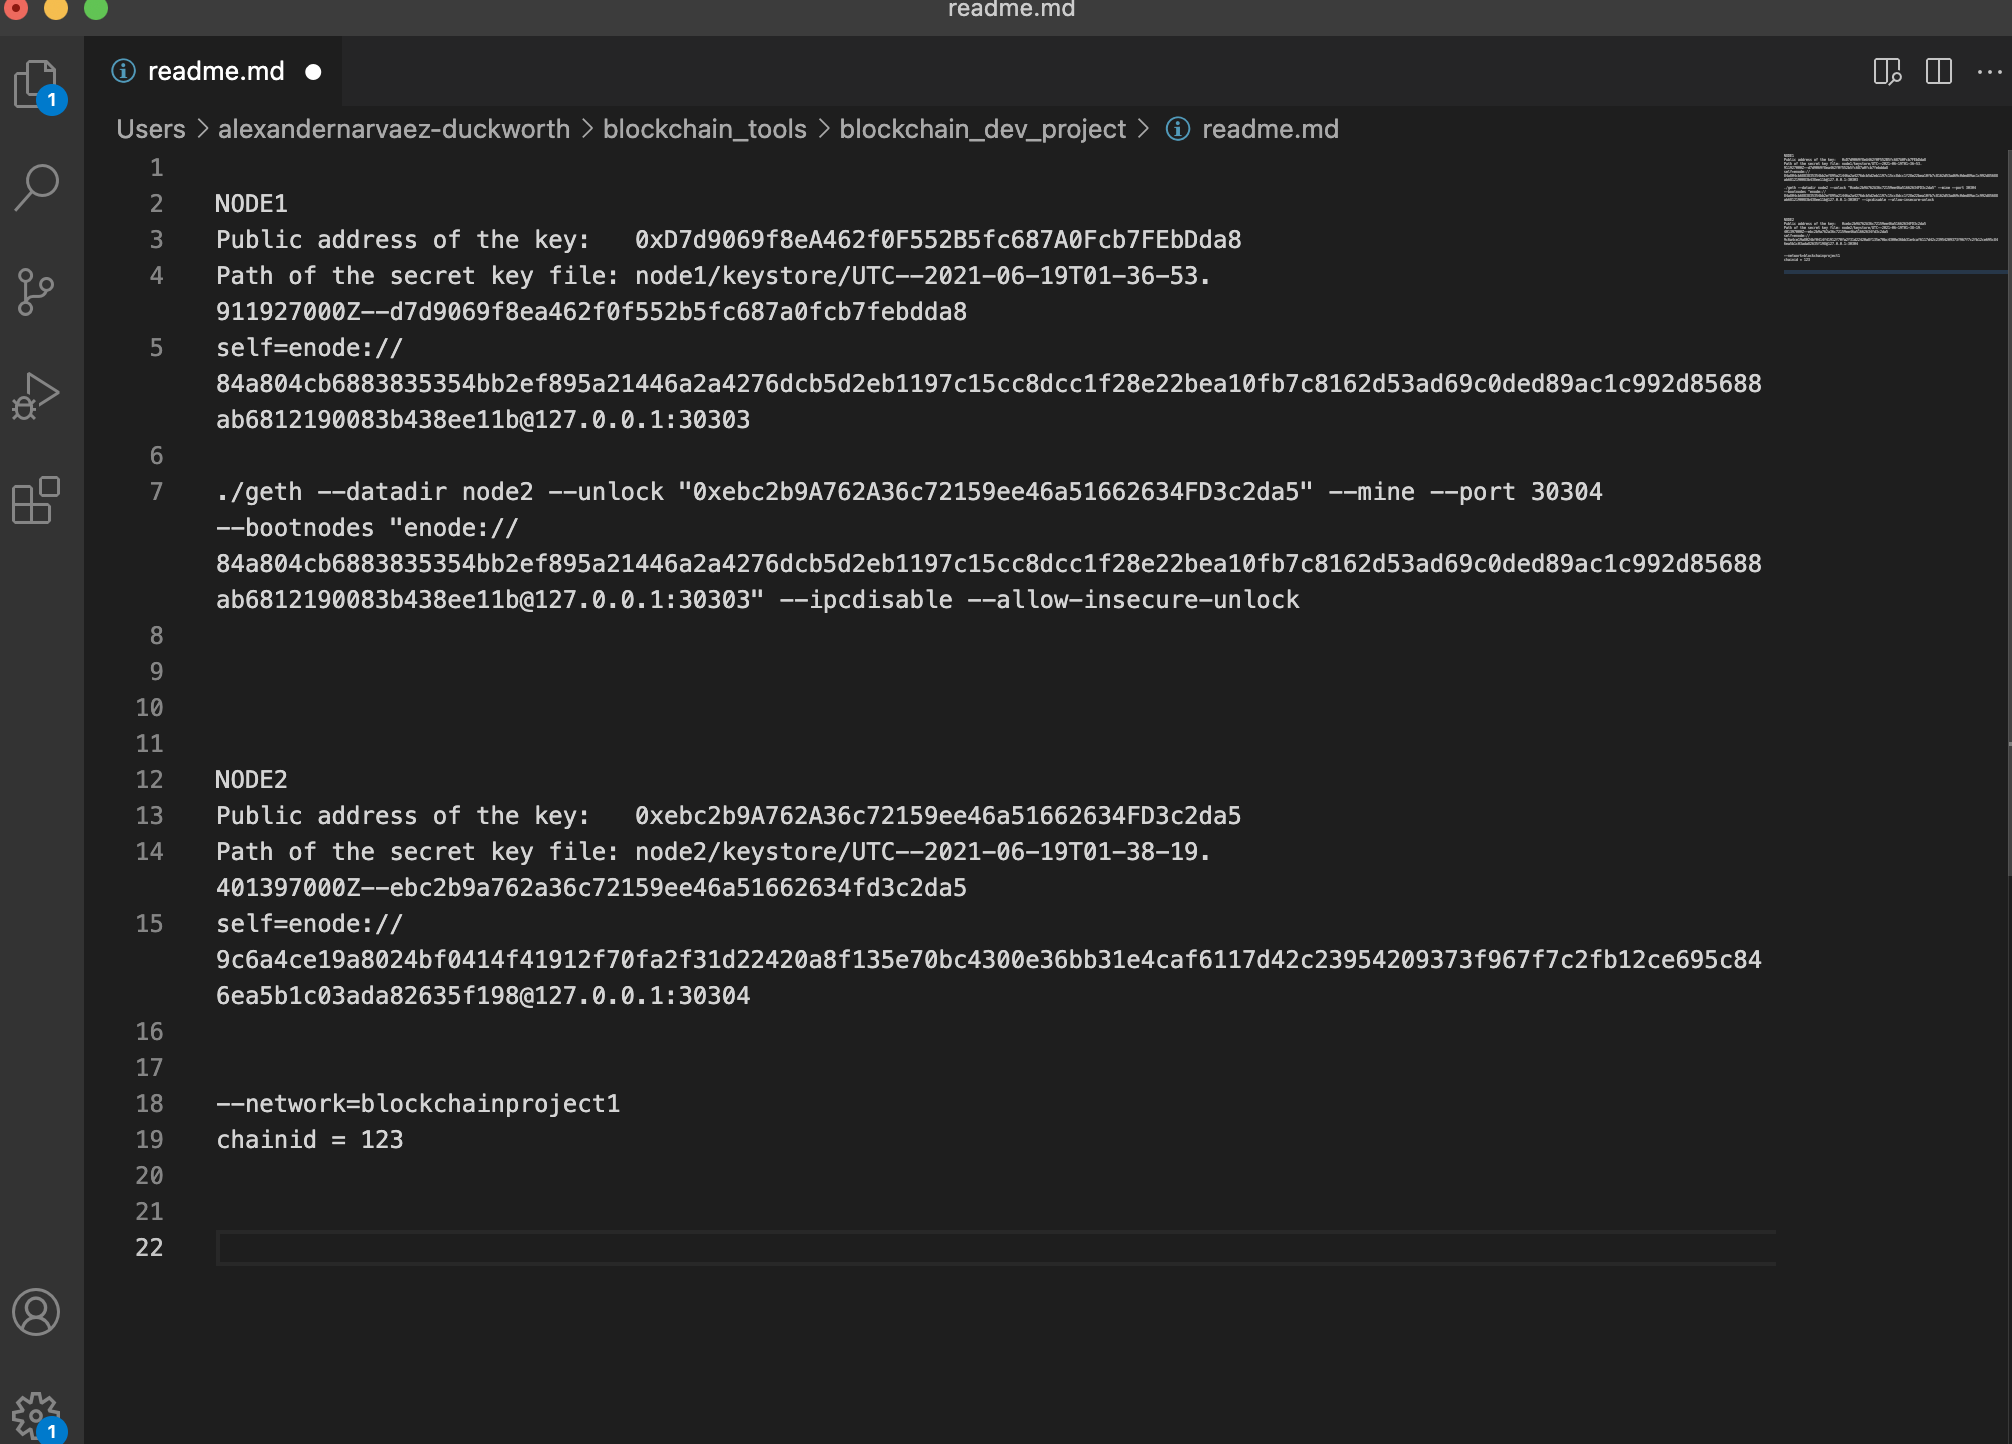 readme.md
readme.md
1
Users > alexandernarvaez-duckworth > blockchain_tools > blockchain_dev_project > readme.md
1
2 NODE1
3 Public address of the key:   0xD7d9069f8eA462f0F552B5fc687A0Fcb7FEbDda8
4 Path of the secret key file: node1/keystore/UTC--2021-06-19T01-36-53.
911927000Z--d7d9069f8ea462f0f552b5fc687a0fcb7febdda8
5 self=enode://
84a804cb6883835354bb2ef895a21446a2a4276dcb5d2eb1197c15cc8dcc1f28e22bea10fb7c8162d53ad69c0ded89ac1c992d85688
ab6812190083b438ee11b@127.0.0.1:30303
6
7 ./geth --datadir node2 --unlock "0xebc2b9A762A36c72159ee46a51662634FD3c2da5" --mine --port 30304
--bootnodes "enode://
84a804cb6883835354bb2ef895a21446a2a4276dcb5d2eb1197c15cc8dcc1f28e22bea10fb7c8162d53ad69c0ded89ac1c992d85688
ab6812190083b438ee11b@127.0.0.1:30303" --ipcdisable --allow-insecure-unlock
8
9
10
11
12 NODE2
13 Public address of the key:   0xebc2b9A762A36c72159ee46a51662634FD3c2da5
14 Path of the secret key file: node2/keystore/UTC--2021-06-19T01-38-19.
401397000Z--ebc2b9a762a36c72159ee46a51662634fd3c2da5
15 self=enode://
9c6a4ce19a8024bf0414f41912f70fa2f31d22420a8f135e70bc4300e36bb31e4caf6117d42c23954209373f967f7c2fb12ce695c84
6ea5b1c03ada82635f198@127.0.0.1:30304
16
17
18 --network=blockchainproject1
19 chainid = 123
20
21
22
1